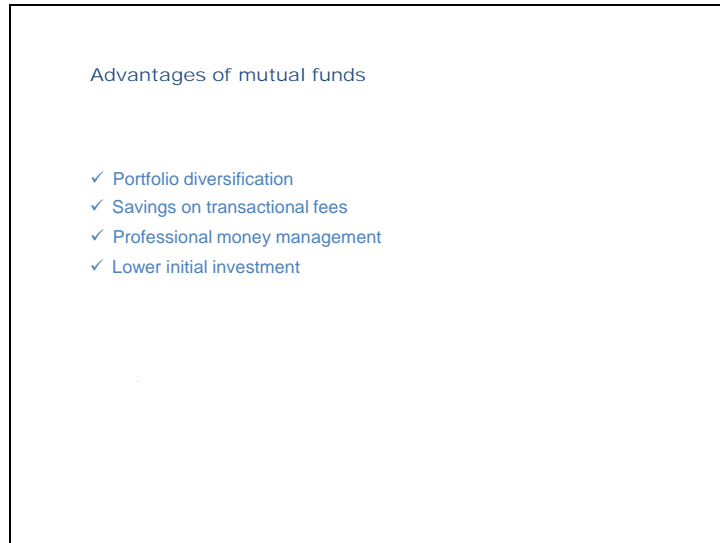 Advantages of mutual funds
✓ Portfolio diversification
✓ Savings on transactional fees
✓ Professional money management
✓ Lower initial investment